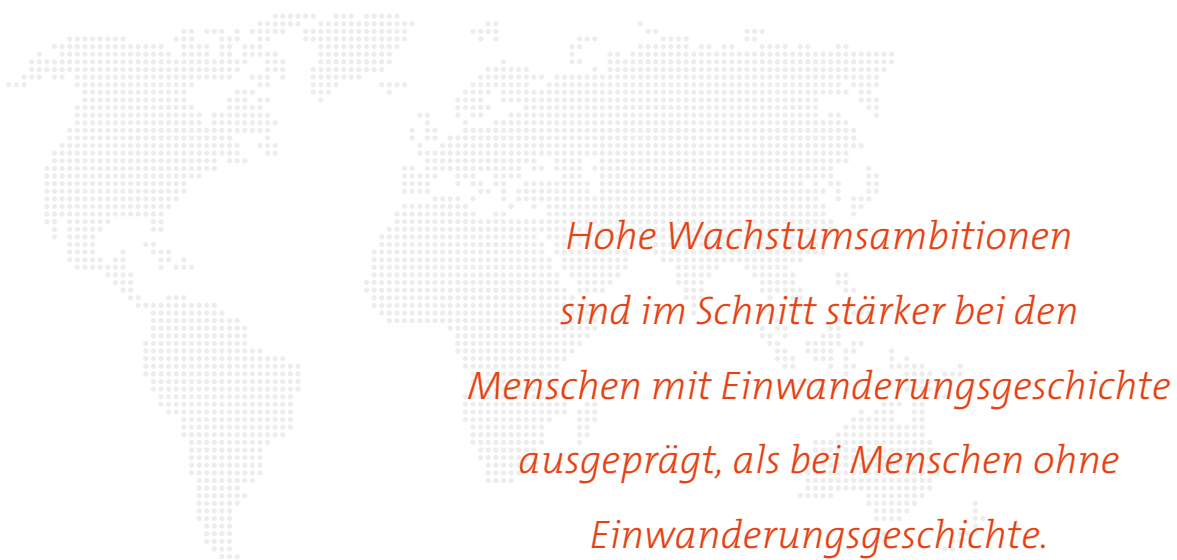 Hohe Wachstumsambitionen
sind im Schnitt stärker bei den
Menschen mit Einwanderungsgeschichte
ausgeprägt, als bei Menschen ohne
Einwanderungsgeschichte.